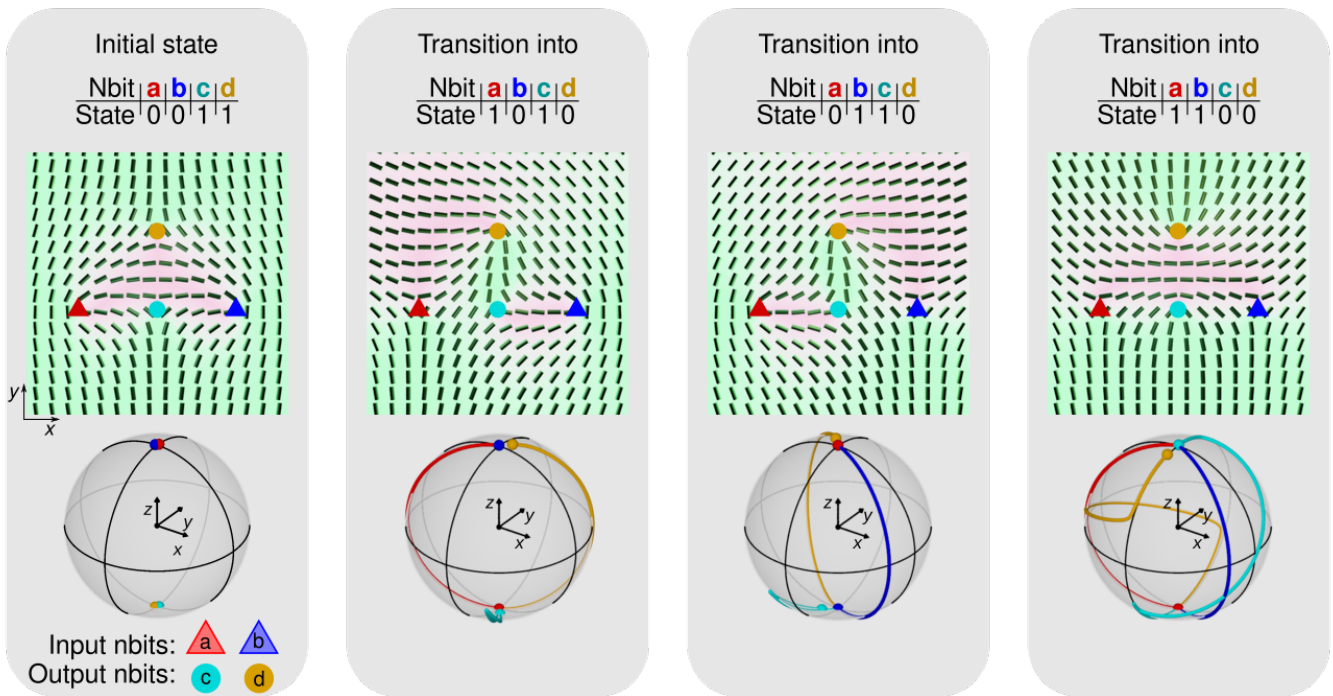 Initial state
Nbit a b c d
State 0 0 1 1
y
x
z
y
x
Input nbits: a b
Output nbits: c d
Transition into
Nbit a b c d
State 1 0 1 0
z
y
x
Transition into
Nbit a b c d
State 0 1 1 0
z
y
x
Transition into
Nbit a b c d
State 1 1 0 0
z
y
x